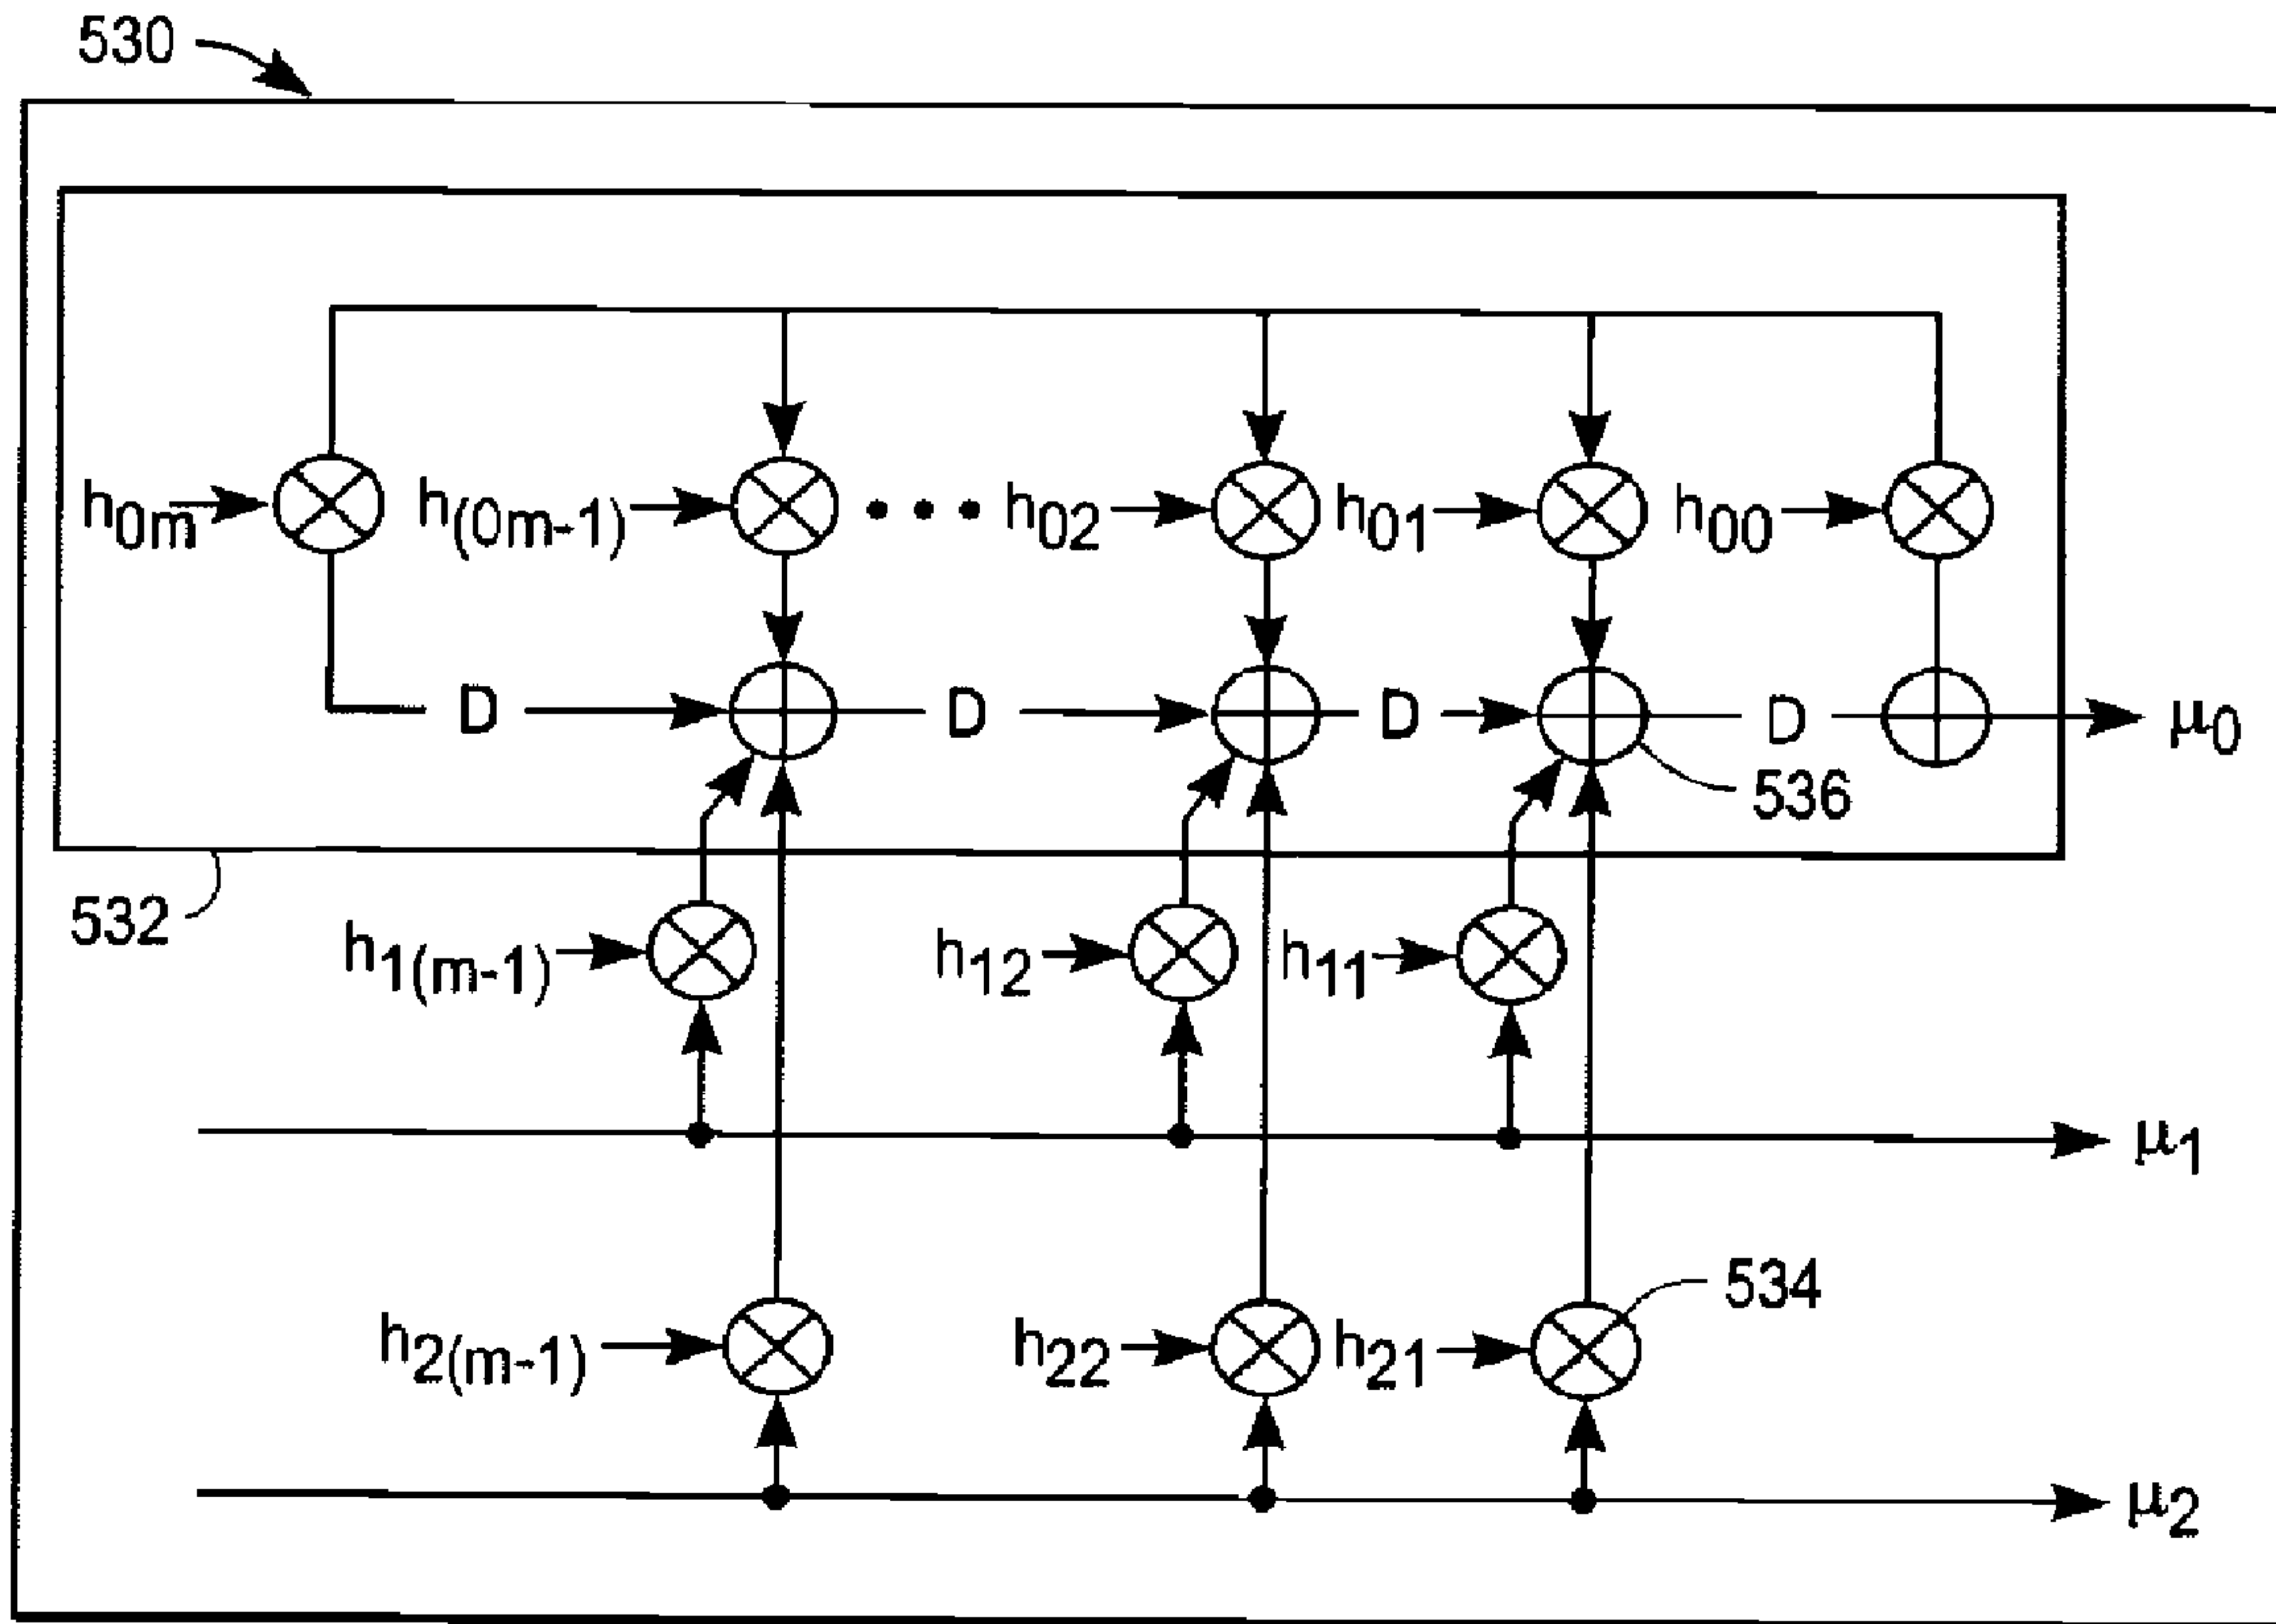 530
h0m h(0m-1) • • • h02 h01 h00
D D D D μ0
536
532
h1(m-1) h12 h11
μ1
534
h2(m-1) h22 h21
μ2